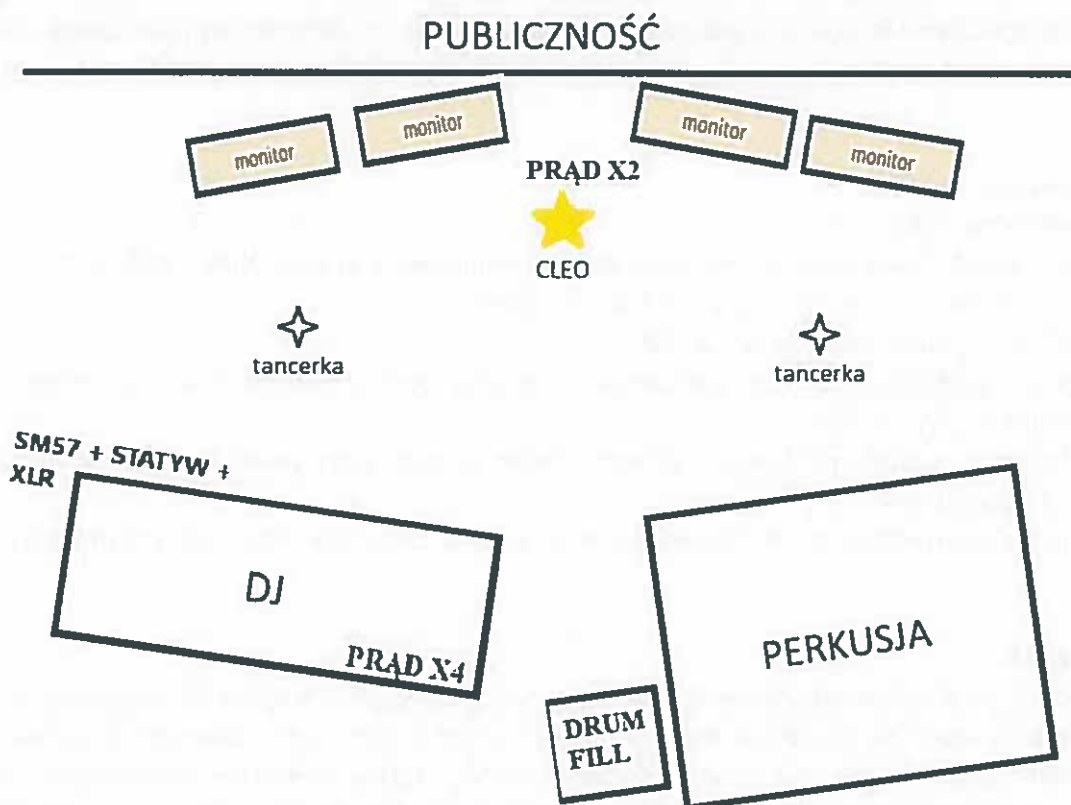 PUBLICZNOŚĆ
monitor
monitor
monitor
monitor
PRĄD X2
CLEO
tancerka
tancerka
SM57 + STATYW +
XLR
DJ
PRĄD X4
PERKUSJA
DRUM
FILL